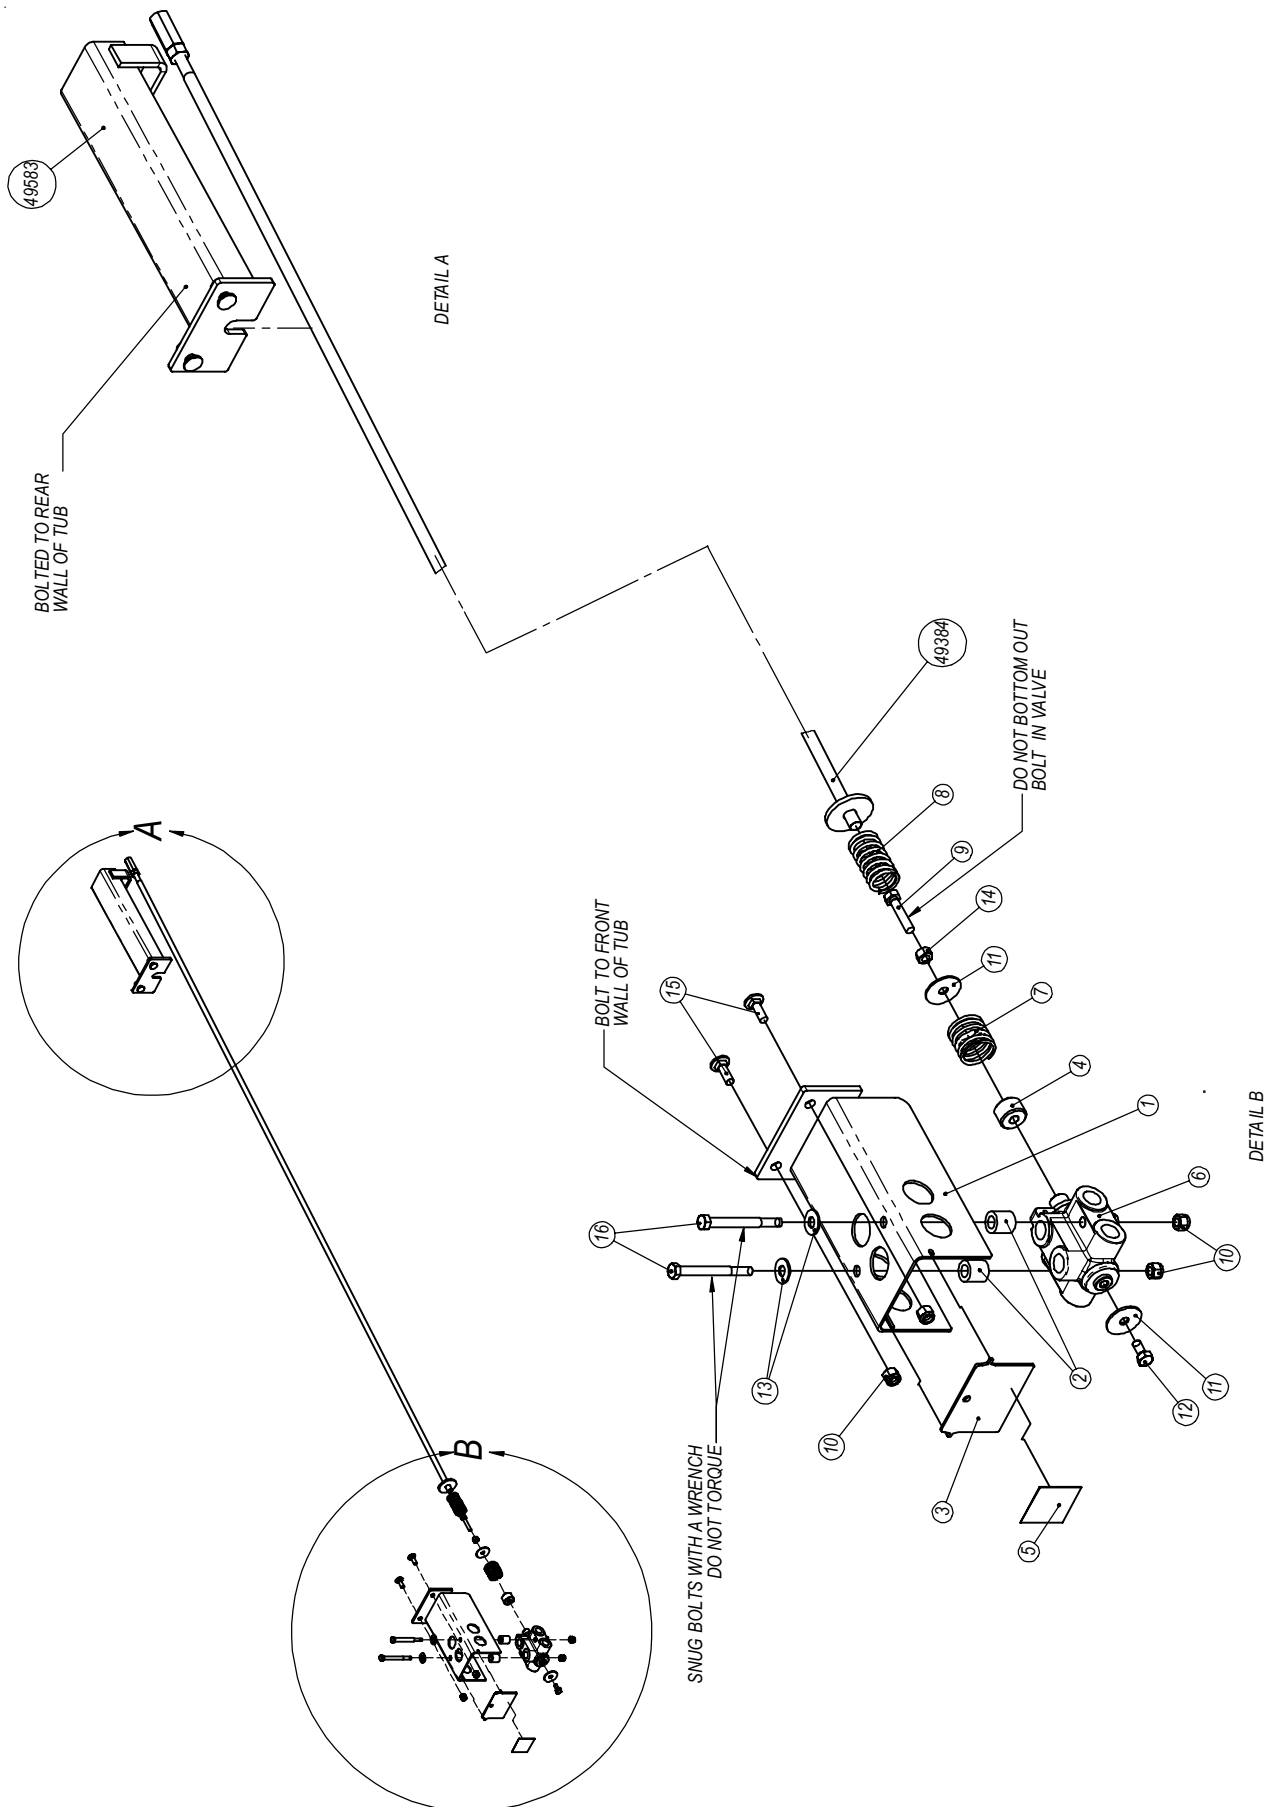 49583
BOLTED TO REAR
WALL OF TUB
DETAIL A
A
49384
DO NOT BOTTOM OUT
BOLT IN VALVE
8
9
14
11
7
4
1
6
10
BOLT TO FRONT
WALL OF TUB
15
16
13
10
2
11
12
3
5
SNUG BOLTS WITH A WRENCH
DO NOT TORQUE
B
DETAIL B